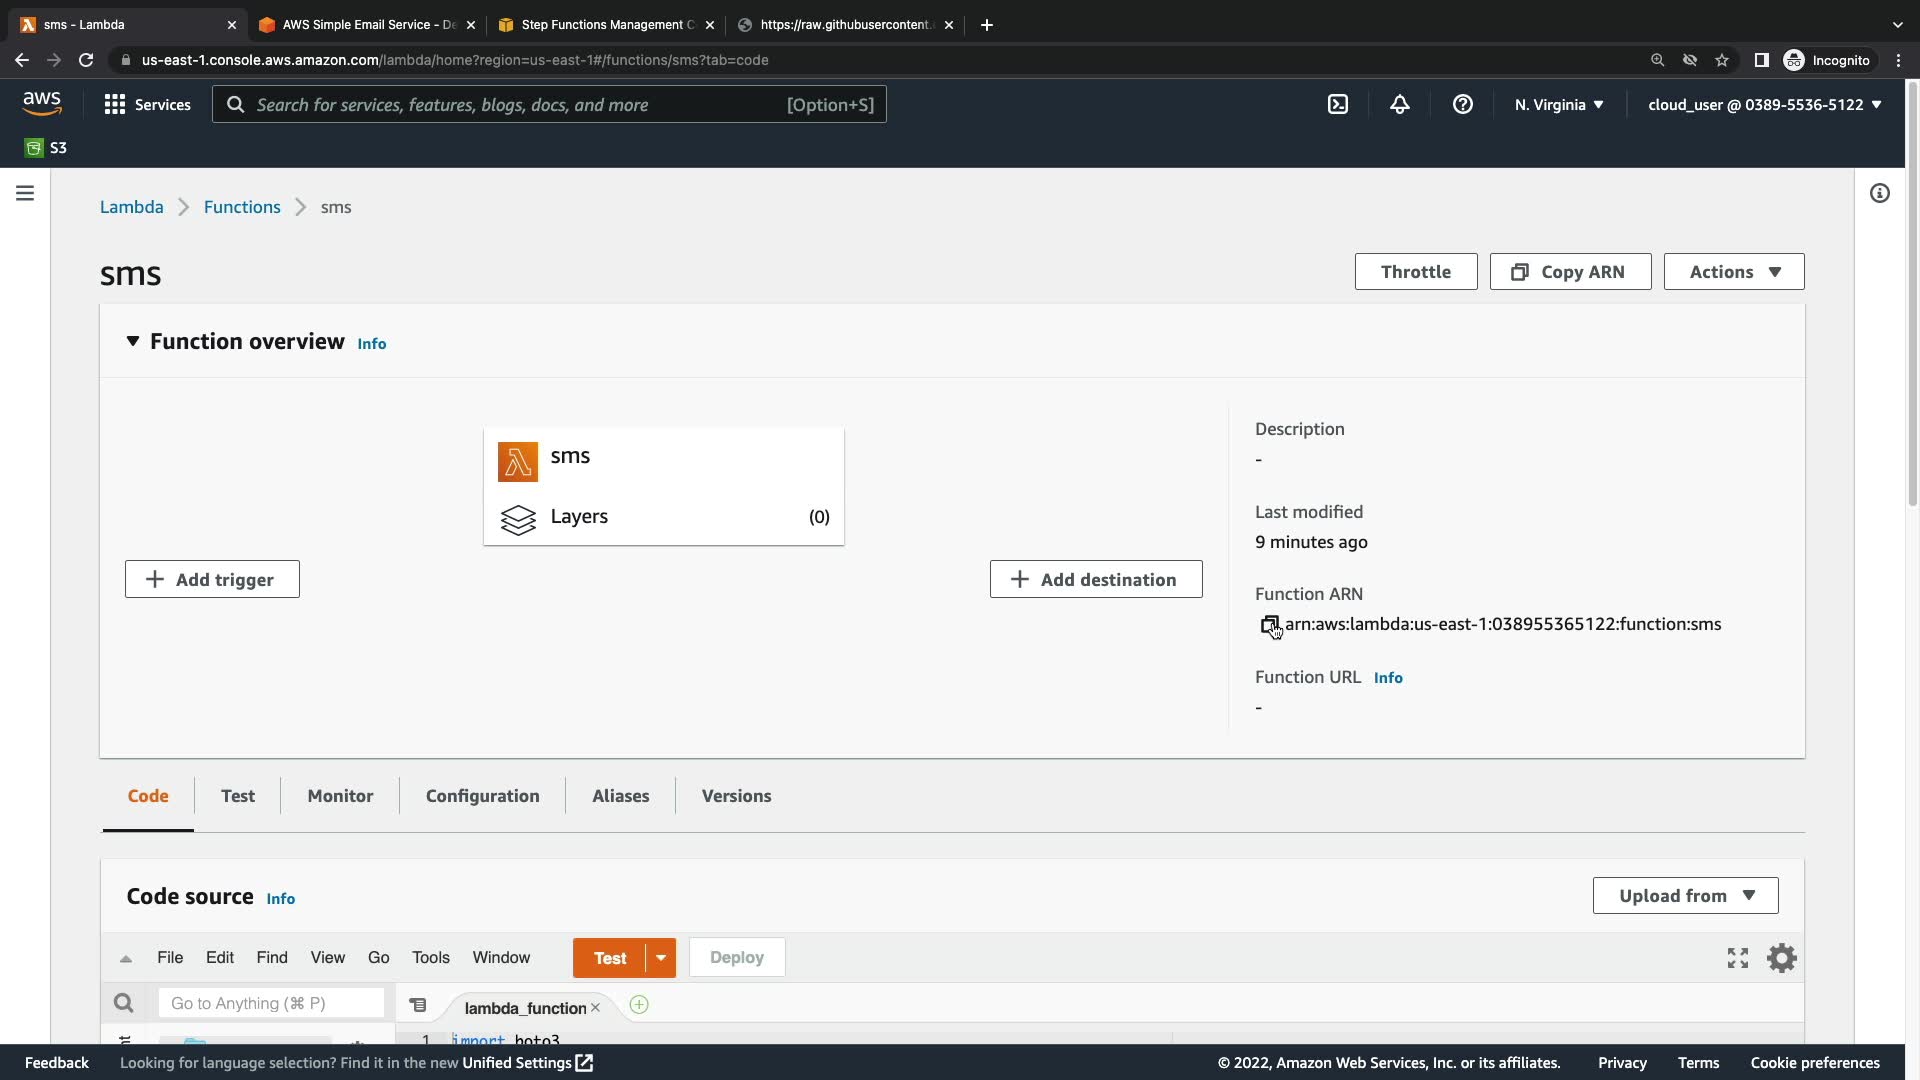 sms - Lambda
AWS Simple Email Service - De
Step Functions Management C
https://raw.githubusercontent.
us-east-1.console.aws.amazon.com/lambda/home?region=us-east-1#/functions/sms?tab=code
Incognito
aws
Services
Search for services, features, blogs, docs, and more
[Option+S]
N. Virginia
cloud_user @ 0389-5536-5122
S3
Lambda
Functions
sms
sms
Throttle
Copy ARN
Actions
Function overview Info
sms
Layers
(0)
Add trigger
Add destination
Description
-
Last modified
9 minutes ago
Function ARN
arn:aws:lambda:us-east-1:038955365122:function:sms
Function URL Info
-
Code
Test
Monitor
Configuration
Aliases
Versions
Code source Info
Upload from
File
Edit
Find
View
Go
Tools
Window
Test
Deploy
Go to Anything (⌘ P)
lambda_function
1 import boto3
Feedback
Looking for language selection? Find it in the new Unified Settings
© 2022, Amazon Web Services, Inc. or its affiliates.
Privacy
Terms
Cookie preferences